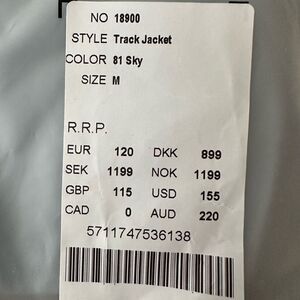 NO 18900
STYLE Track Jacket
COLOR 81 Sky
SIZE M
R.R.P.
EUR 120 DKK 899
SEK 1199 NOK 1199
GBP 115 USD 155
CAD 0 AUD 220
5711747536138